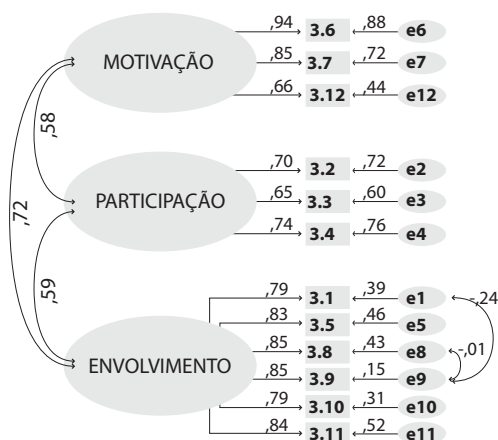 ,94 3.6 ,88 e6
MOTIVAÇÃO ,85 3.7 ,72 e7
,66 3.12 ,44 e12
,58
,70 3.2 ,72 e2
PARTICIPAÇÃO ,65 3.3 ,60 e3
,74 3.4 ,76 e4
,72
,59
,79 3.1 ,39 e1 -,24
,83 3.5 ,46 e5
ENVOLVIMENTO ,85 3.8 ,43 e8 -,01
,85 3.9 ,15 e9
,79 3.10 ,31 e10
,84 3.11 ,52 e11